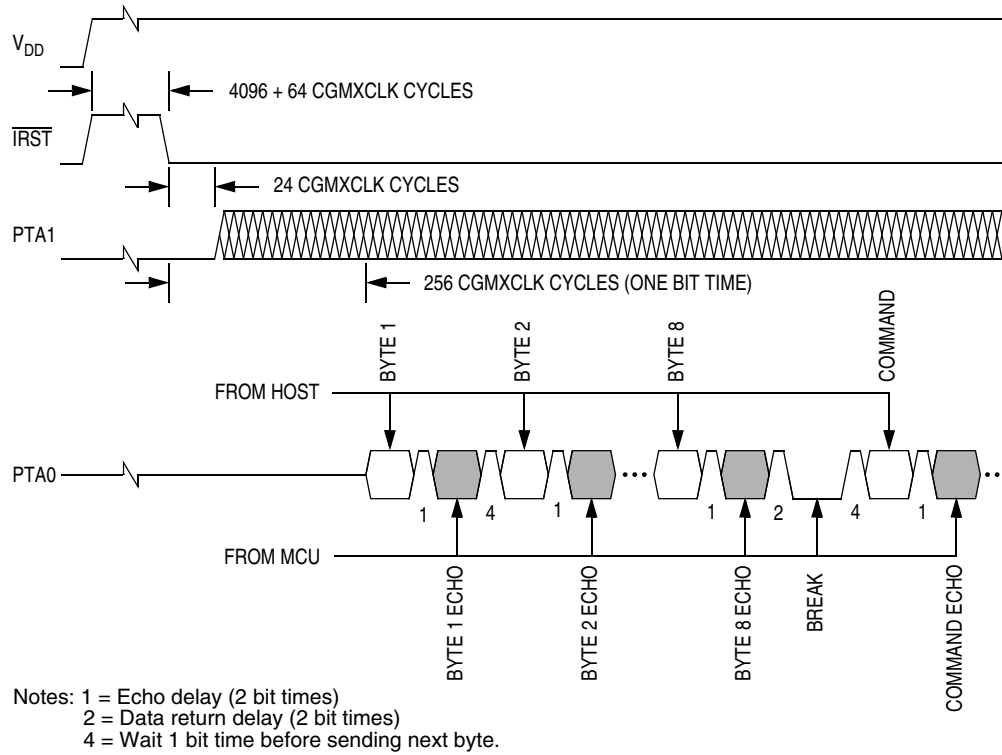 VDD
4096 + 64 CGMXCLK CYCLES
IRST
24 CGMXCLK CYCLES
PTA1
256 CGMXCLK CYCLES (ONE BIT TIME)
BYTE 1
BYTE 2
BYTE 8
COMMAND
FROM HOST
PTA0
1
4
1
1
2
4
1
FROM MCU
BYTE 1 ECHO
BYTE 2 ECHO
BYTE 8 ECHO
BREAK
COMMAND ECHO
Notes: 1 = Echo delay (2 bit times)
2 = Data return delay (2 bit times)
4 = Wait 1 bit time before sending next byte.